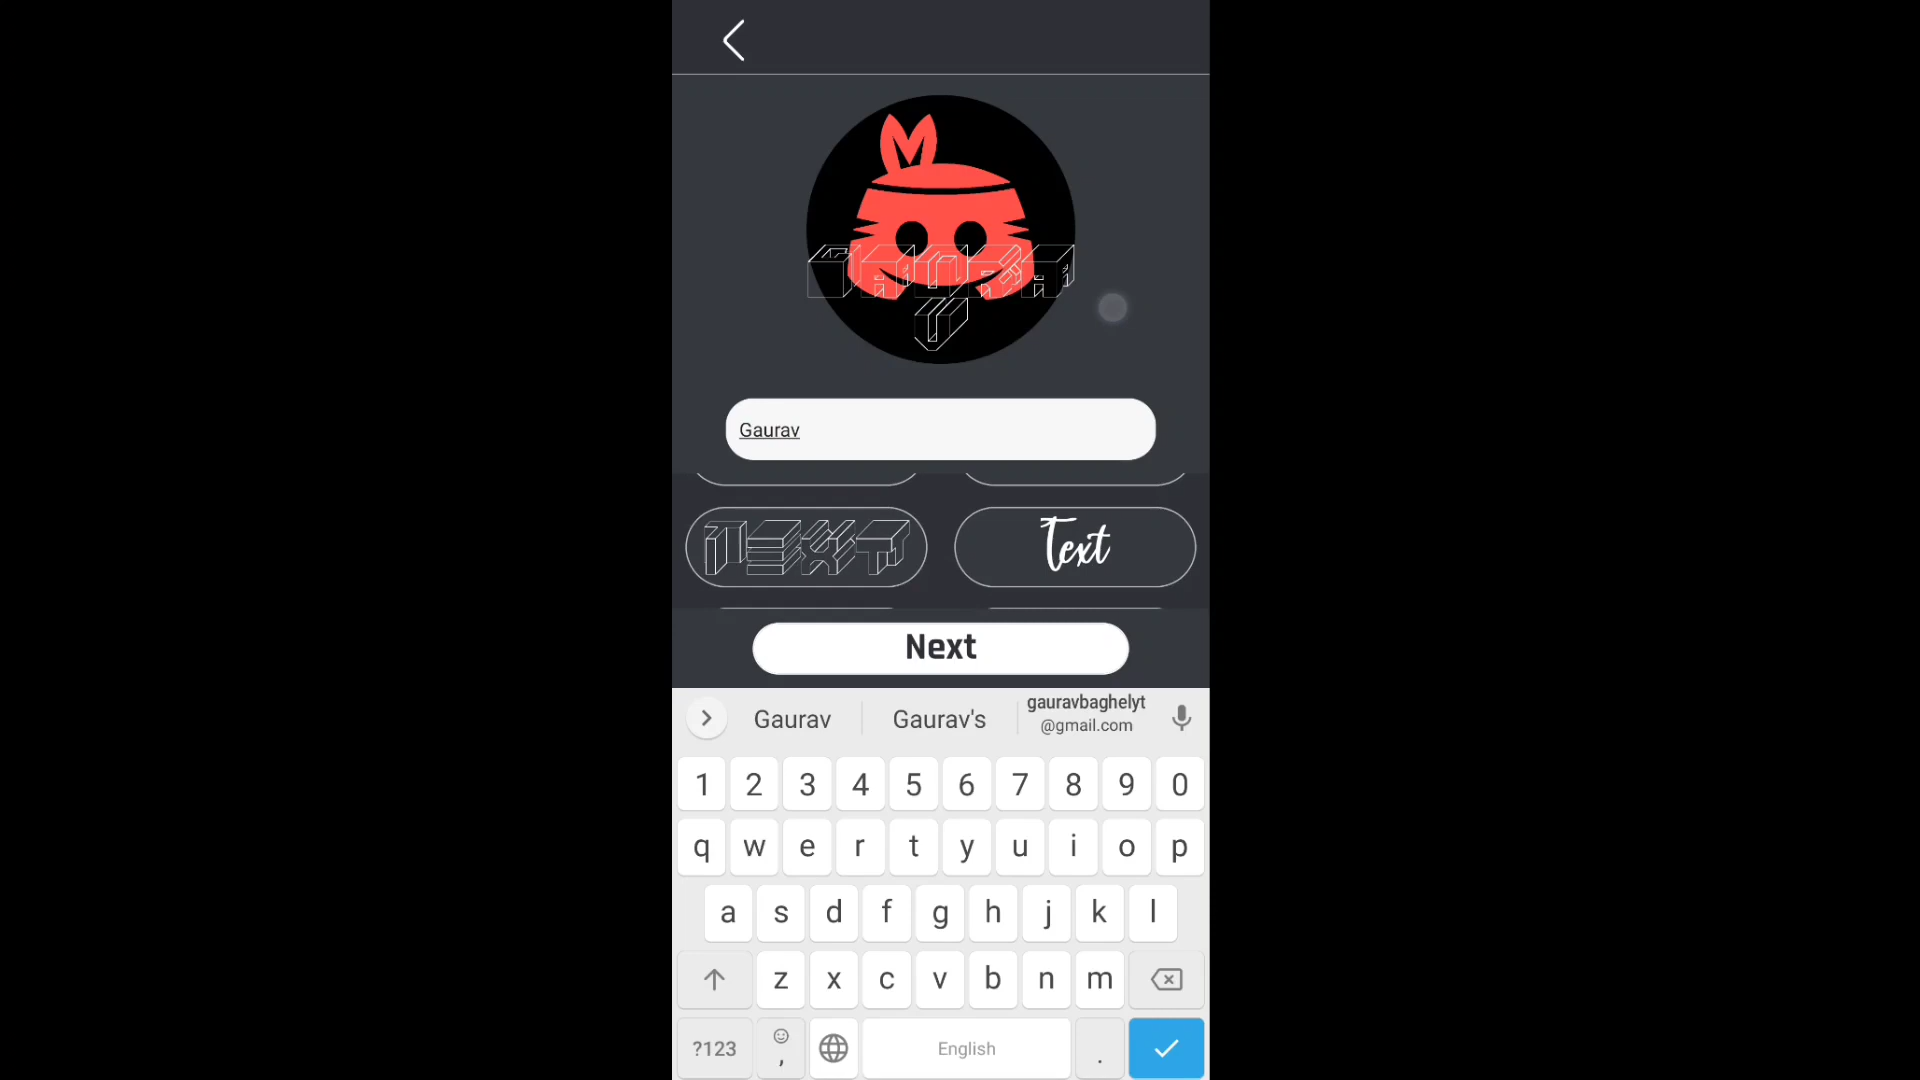 GAURA
V
Gaurav
TEXT Text
Next
Gaurav Gaurav's gauravbaghelyt
@gmail.com
1 2 3 4 5 6 7 8 9 0
q w e r t y u i o p
a s d f g h j k l
z x c v b n m
?123 , English .